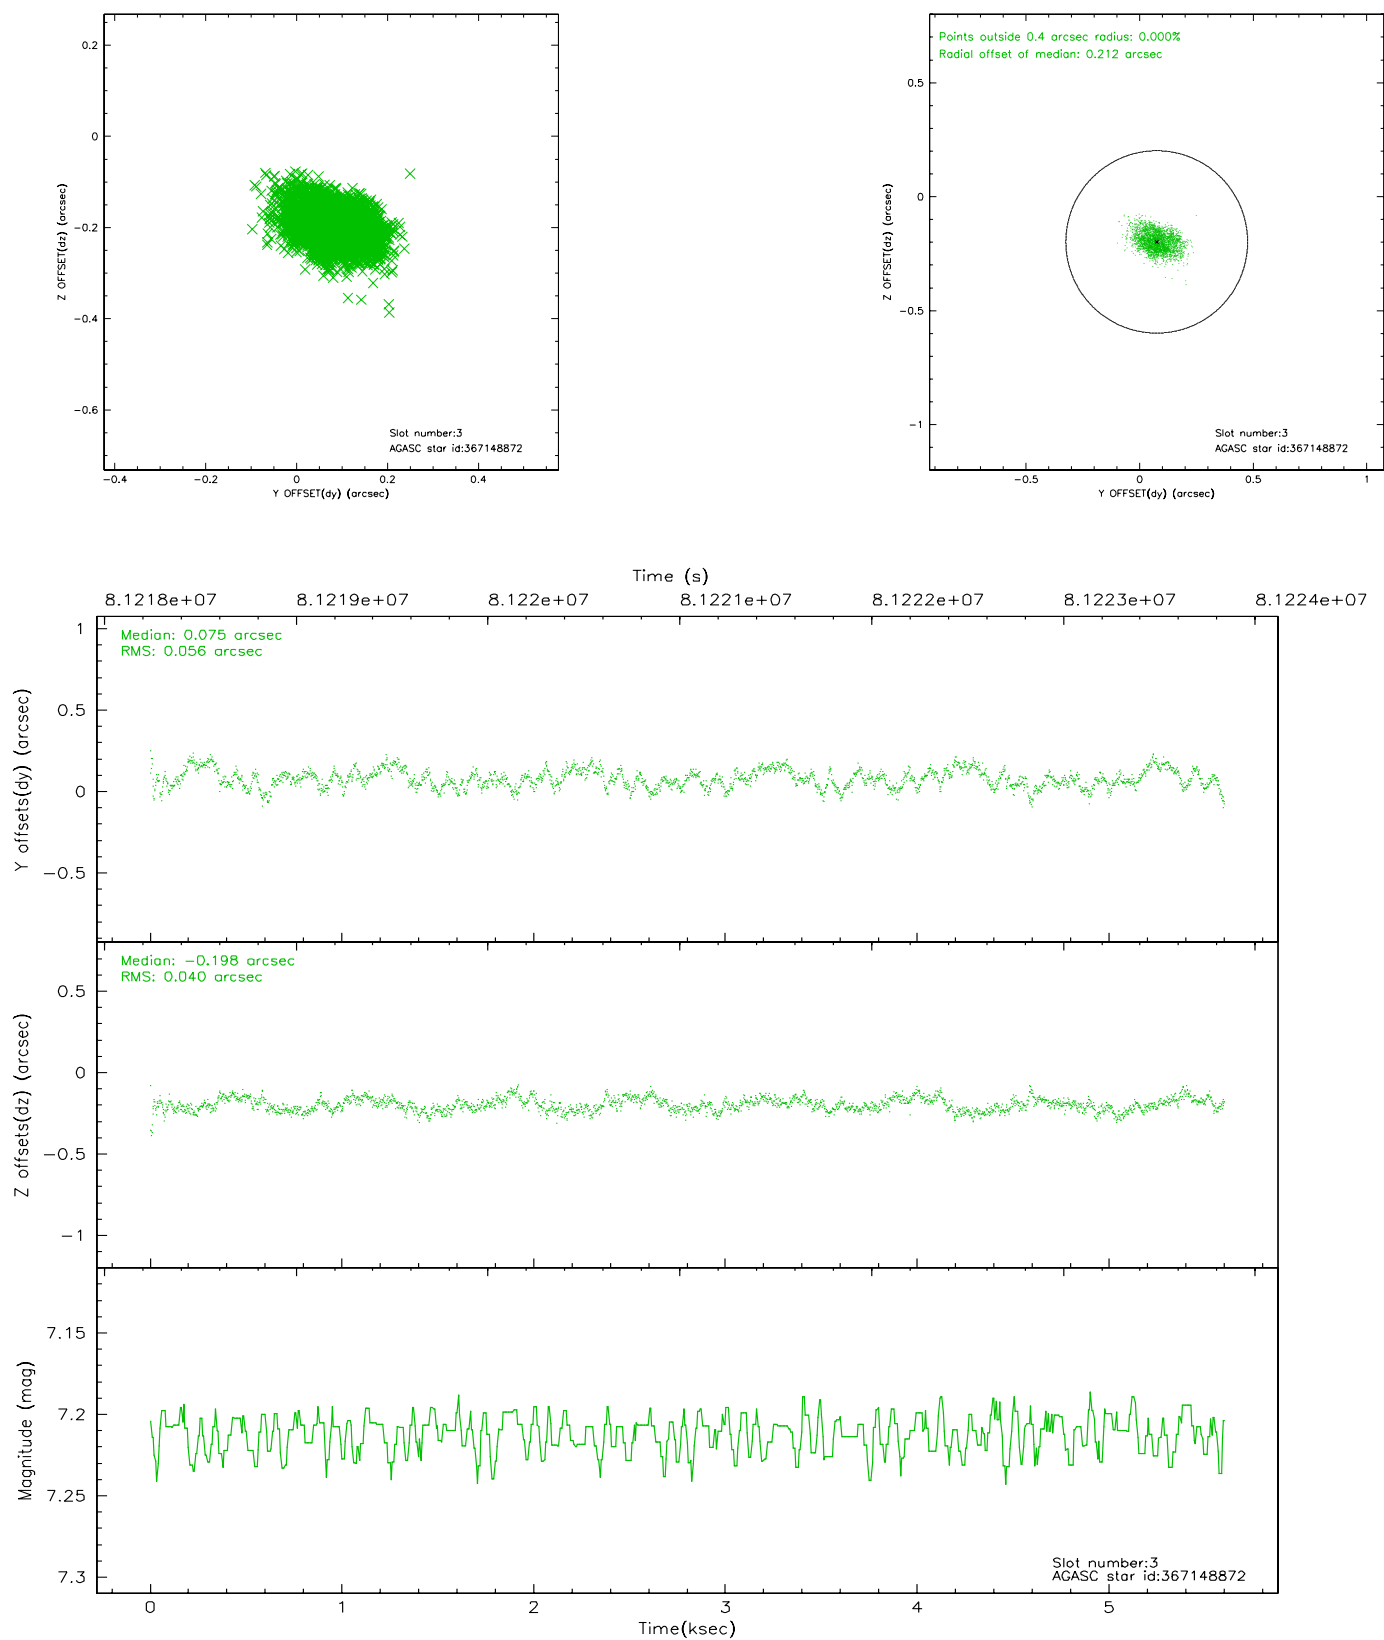 0.2
0
−0.2
−0.4
−0.6
Z OFFSET(dz) (arcsec)
Slot number:3
AGASC star id:367148872
−0.4
−0.2
0
0.2
0.4
Y OFFSET(dy) (arcsec)
Points outside 0.4 arcsec radius: 0.000%
Radial offset of median: 0.212 arcsec
0.5
0
−0.5
−1
Z OFFSET(dz) (arcsec)
Slot number:3
AGASC star id:367148872
−0.5
0
0.5
1
Y OFFSET(dy) (arcsec)
Time (s)
8.1218e+07
8.1219e+07
8.122e+07
8.1221e+07
8.1222e+07
8.1223e+07
8.1224e+07
Median: 0.075 arcsec
RMS: 0.056 arcsec
1
0.5
0
−0.5
Y offsets(dy) (arcsec)
Median: −0.198 arcsec
RMS: 0.040 arcsec
0.5
0
−0.5
−1
Z offsets(dz) (arcsec)
7.15
7.2
7.25
7.3
Magnitude (mag)
Slot number:3
AGASC star id:367148872
0
1
2
3
4
5
Time(ksec)